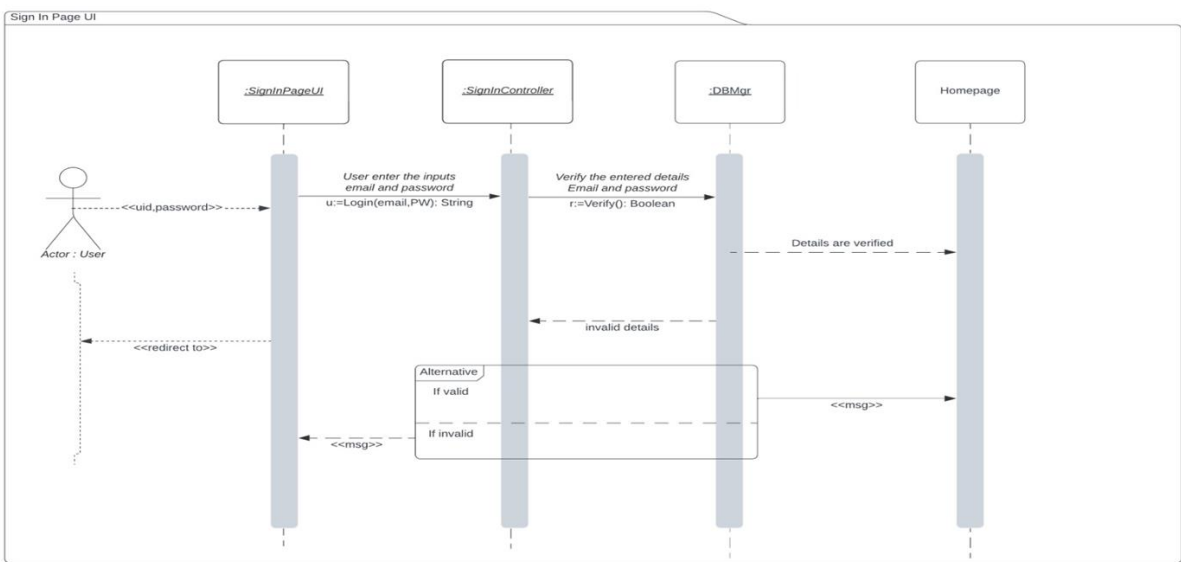 Sign In Page UI
:SignInPageUI
:SignInController
:DBMgr
Homepage
User enter the inputs
email and password
u:=Login(email,PW): String
Verify the entered details
Email and password
r:=Verify(): Boolean
<<uid,password>>
Actor : User
Details are verified
invalid details
<<redirect to>>
Alternative
If valid
<<msg>>
If invalid
<<msg>>